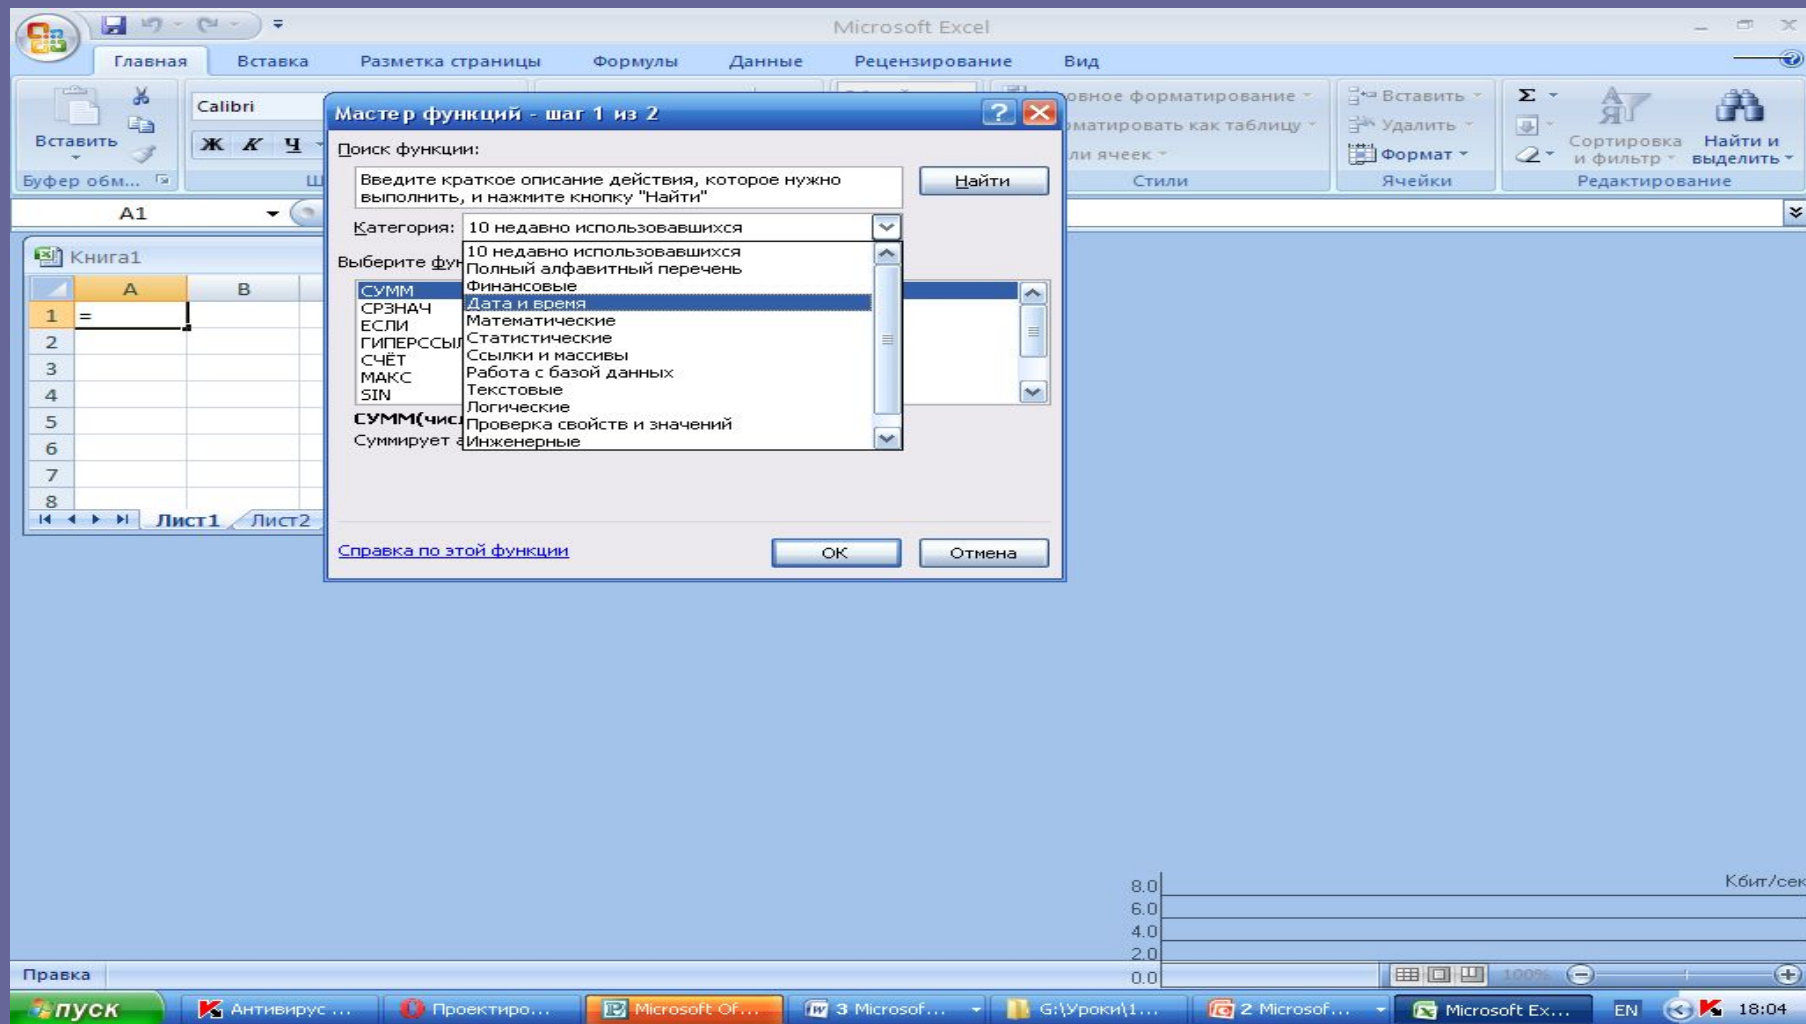 Microsoft Excel
Главная Вставка Разметка страницы Формулы Данные Рецензирование Вид
Вставить
Calibri
Ж К Ч
Буфер обм...
овное форматирование
матировать как таблицу
ли ячеек
Стили
Вставить
Удалить
Формат
Ячейки
Σ
Сортировка и фильтр
Найти и выделить
Редактирование
A1
Книга1
A B
1 =
2
3
4
5
6
7
8
Лист1 Лист2
Мастер функций - шаг 1 из 2
Поиск функции:
Введите краткое описание действия, которое нужно
выполнить, и нажмите кнопку "Найти"
Найти
Категория: 10 недавно использовавшихся
10 недавно использовавшихся
Полный алфавитный перечень
Финансовые
Дата и время
Математические
Статистические
Ссылки и массивы
Работа с базой данных
Текстовые
Логические
Проверка свойств и значений
Инженерные
Выберите фун
СУММ
СРЗНАЧ
ЕСЛИ
ГИПЕРССЫЛ
СЧЁТ
МАКС
SIN
СУММ(чис
Суммирует
Справка по этой функции
ОК
Отмена
Кбит/сек
8.0
6.0
4.0
2.0
0.0
Правка
100%
пуск
Антивирус ...
Проектиро...
Microsoft Of...
3 Microsof...
G:\Уроки\1...
2 Microsof...
Microsoft Ex...
EN
18:04